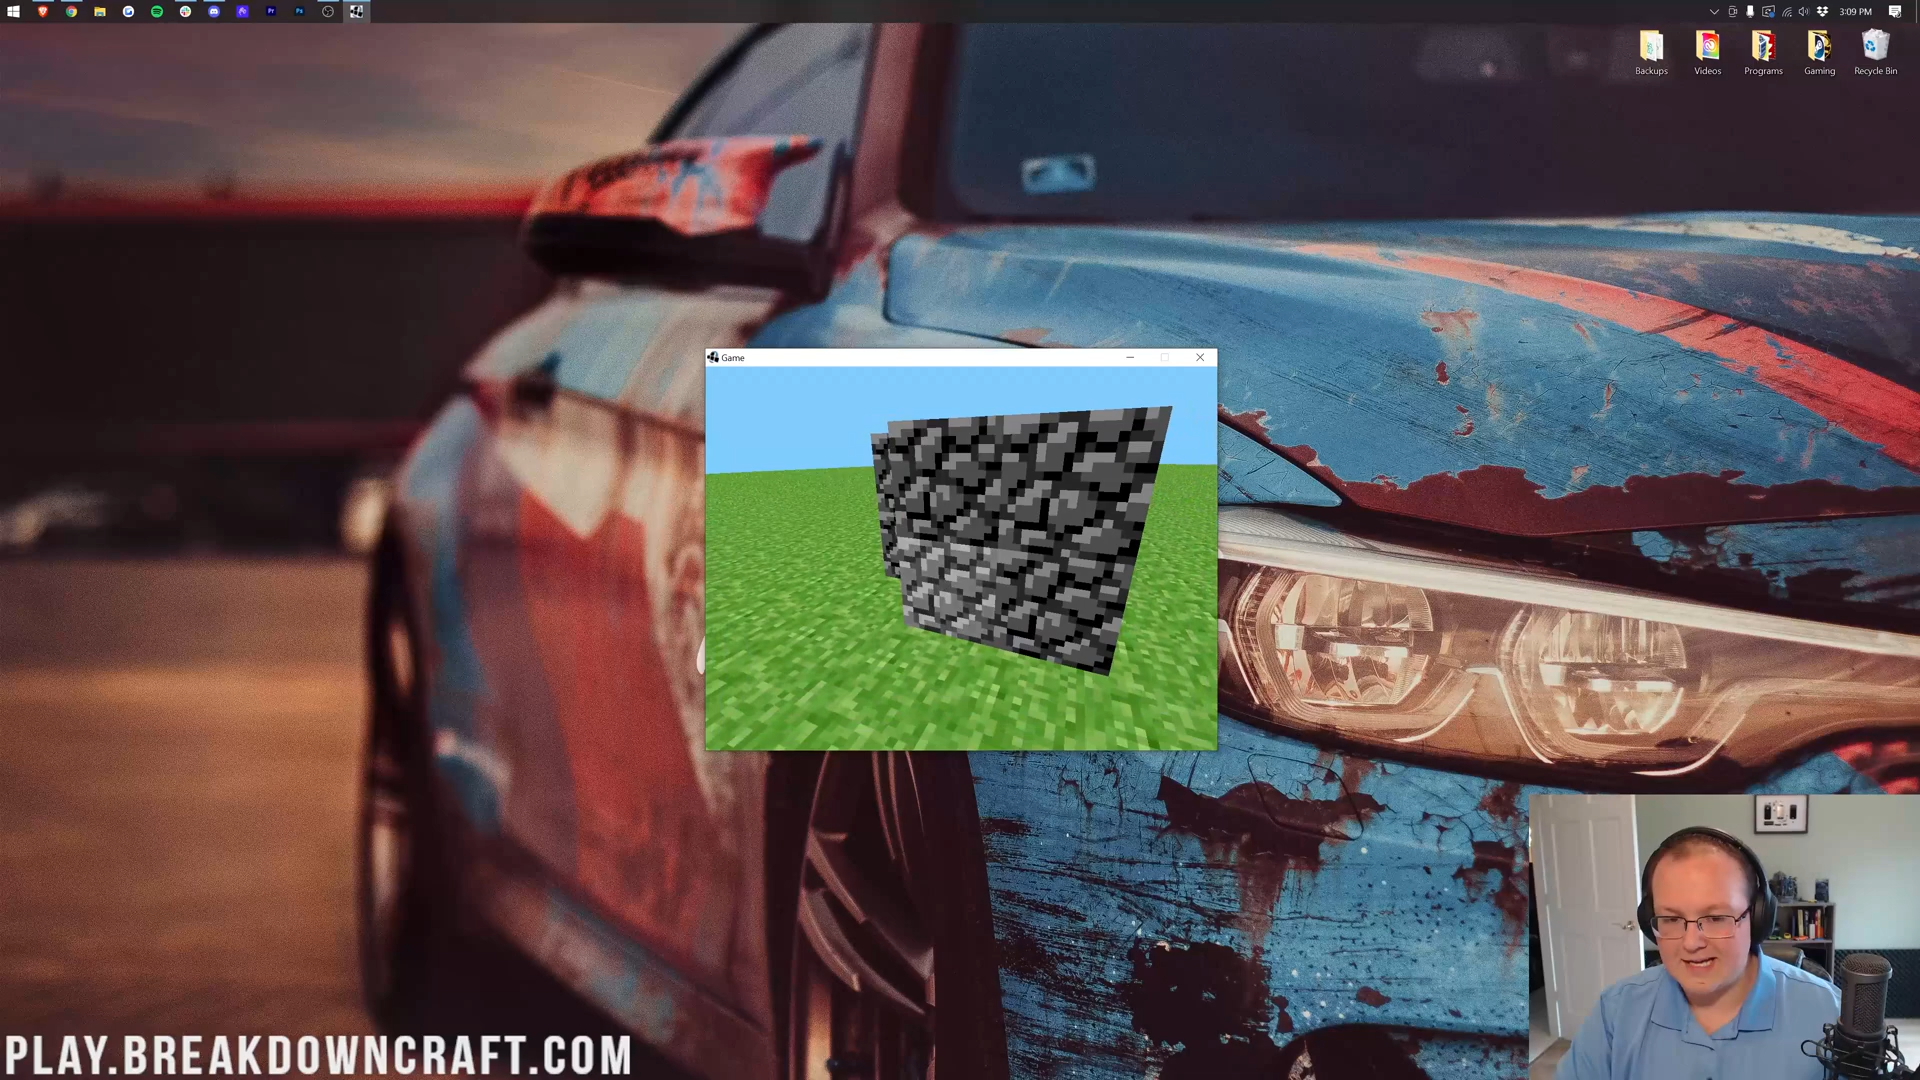 3:09 PM
Backups
Videos
Programs
Gaming
Recycle Bin
Game
PLAY.BREAKDOWNCRAFT.COM